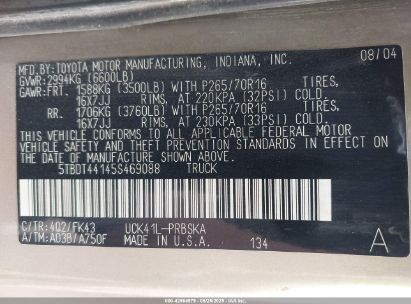 MFD. BY: TOYOTA MOTOR MANUFACTURING, INDIANA, INC. 08/04
GVWR: 2994KG (6600LB)
GAWR: FRT. 1588KG (3500LB) WITH P265/70R16 TIRES,
16X7JJ RIMS, AT 220KPA (32PSI) COLD.
RR. 1706KG (3760LB) WITH P265/70R16 TIRES,
16X7JJ RIMS, AT 230KPA (33PSI) COLD.
THIS VEHICLE CONFORMS TO ALL APPLICABLE FEDERAL MOTOR
VEHICLE SAFETY AND THEFT PREVENTION STANDARDS IN EFFECT ON
THE DATE OF MANUFACTURE SHOWN ABOVE.
5TBDT44145S469088 TRUCK
C/TR: 402/FK43 UCK41L-PRBSKA
A/TM: A03B/A750F MADE IN U.S.A. 134 A